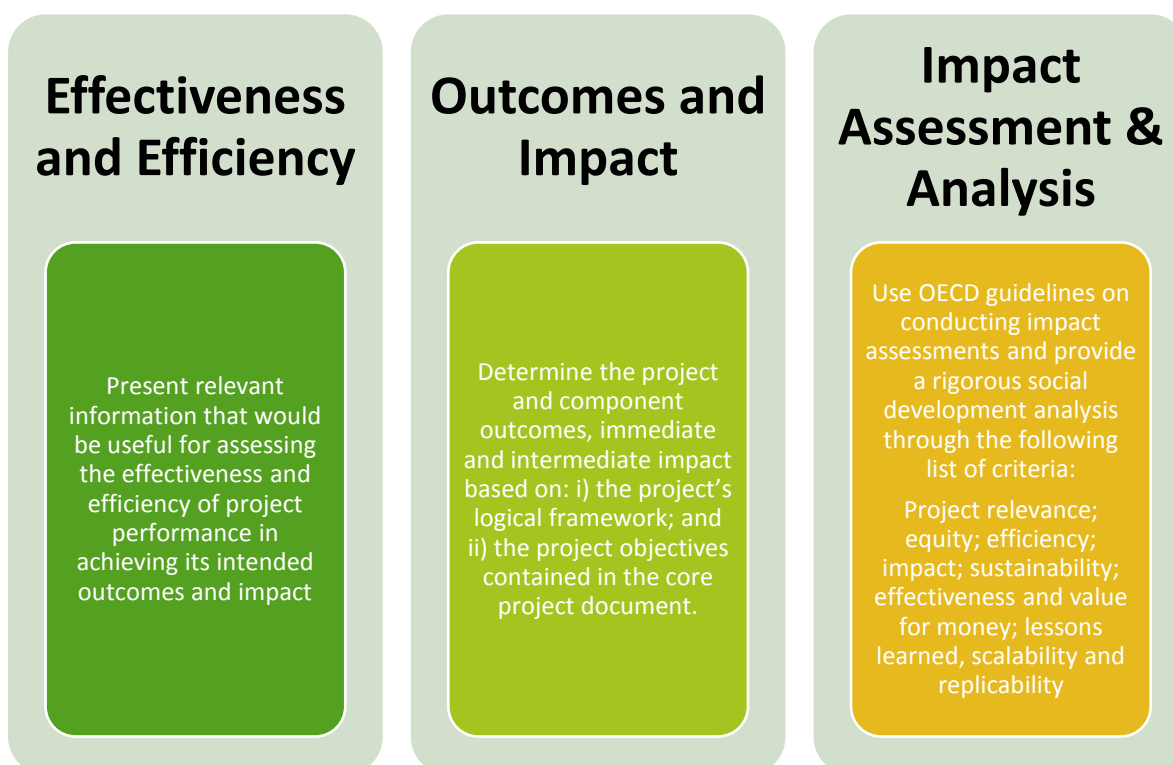 Effectiveness
and Efficiency
Present relevant
information that would
be useful for assessing
the effectiveness and
efficiency of project
performance in
achieving its intended
outcomes and impact
Outcomes and
Impact
Determine the project
and component
outcomes, immediate
and intermediate impact
based on: i) the project’s
logical framework; and
ii) the project objectives
contained in the core
project document.
Impact
Assessment &
Analysis
Use OECD guidelines on
conducting impact
assessments and provide
a rigorous social
development analysis
through the following
list of criteria:
Project relevance;
equity; efficiency;
impact; sustainability;
effectiveness and value
for money; lessons
learned, scalability and
replicability